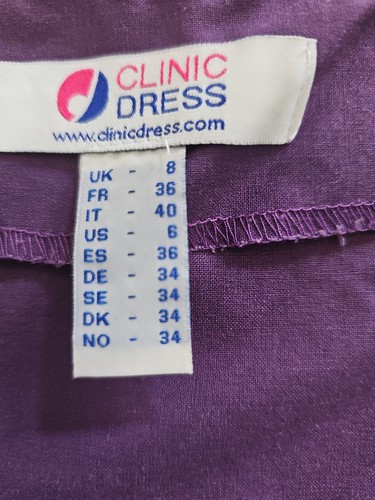 CLINIC
DRESS
www.clinicdress.com
UK - 8
FR - 36
IT - 40
US - 6
ES - 36
DE - 34
SE - 34
DK - 34
NO - 34